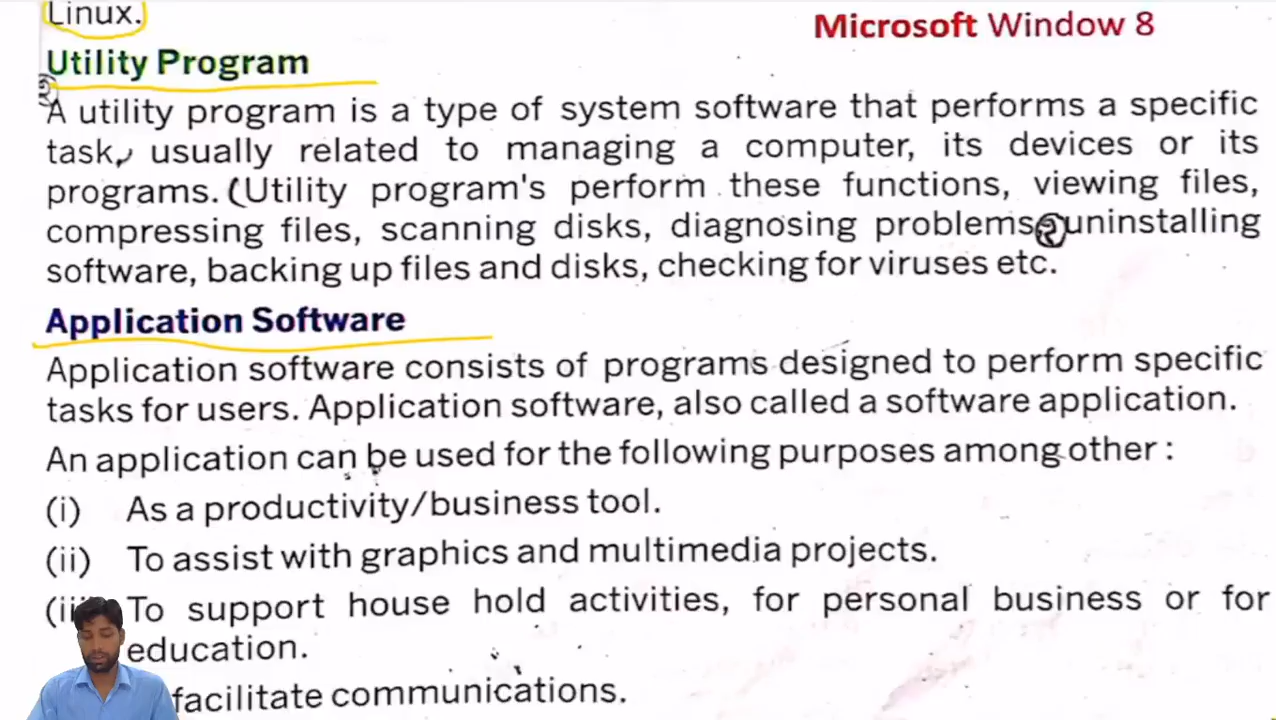 Linux.
Microsoft Window 8
Utility Program
A utility program is a type of system software that performs a specific
task, usually related to managing a computer, its devices or its
programs. (Utility program's perform these functions, viewing files,
compressing files, scanning disks, diagnosing problems uninstalling
software, backing up files and disks, checking for viruses etc.
Application Software
Application software consists of programs designed to perform specific
tasks for users. Application software, also called a software application.
An application can be used for the following purposes among other :
(i) As a productivity/business tool.
(ii) To assist with graphics and multimedia projects.
To support house hold activities, for personal business or for
education.
facilitate communications.